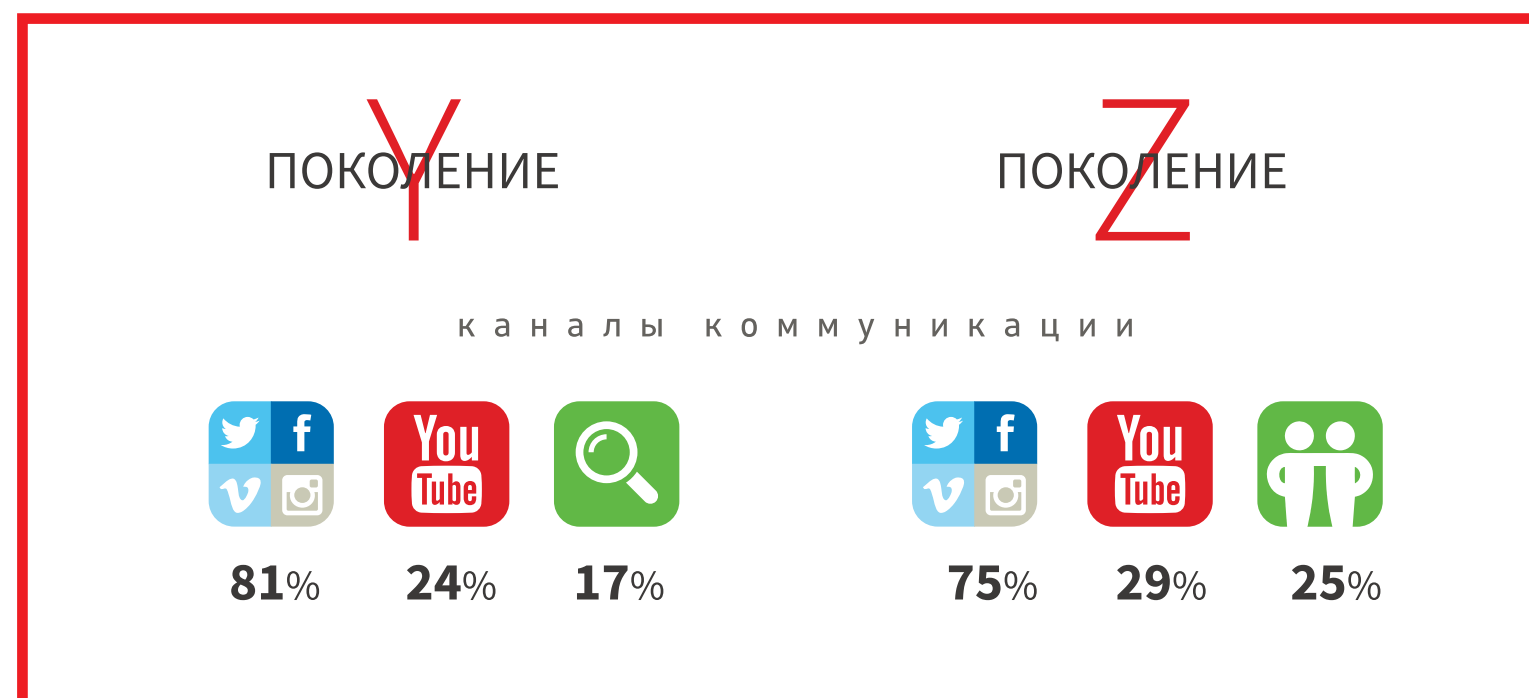 Y
ПОКОЛЕНИЕ
Z
ПОКОЛЕНИЕ
каналы коммуникации
f
You
Tube
f
You
Tube
81%
24%
17%
75%
29%
25%